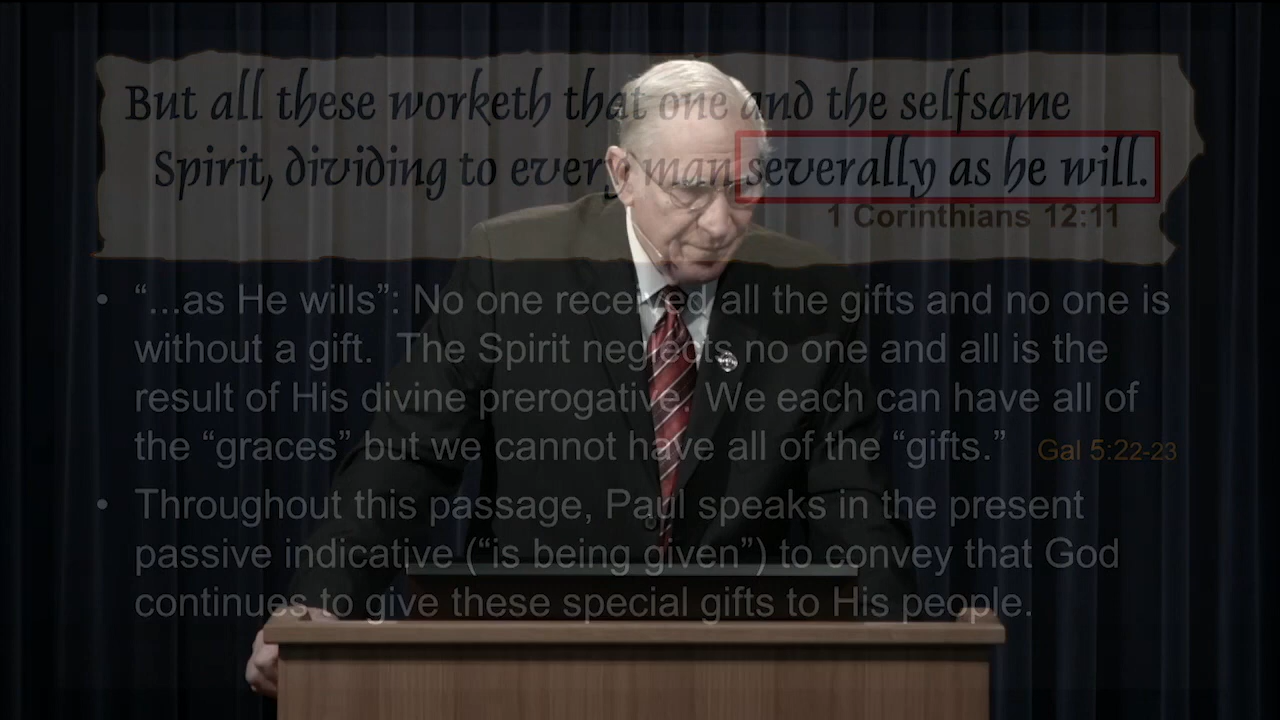 But all these worketh that one and the selfsame
Spirit, dividing to every man severally as he will.
1 Corinthians 12:11
• “…as He wills”: No one received all the gifts and no one is
without a gift. The Spirit neglects no one and all is the
result of His divine prerogative. We each can have all of
the “graces” but we cannot have all of the “gifts.” Gal 5:22-23
• Throughout this passage, Paul speaks in the present
passive indicative (“is being given”) to convey that God
continues to give these special gifts to His people.